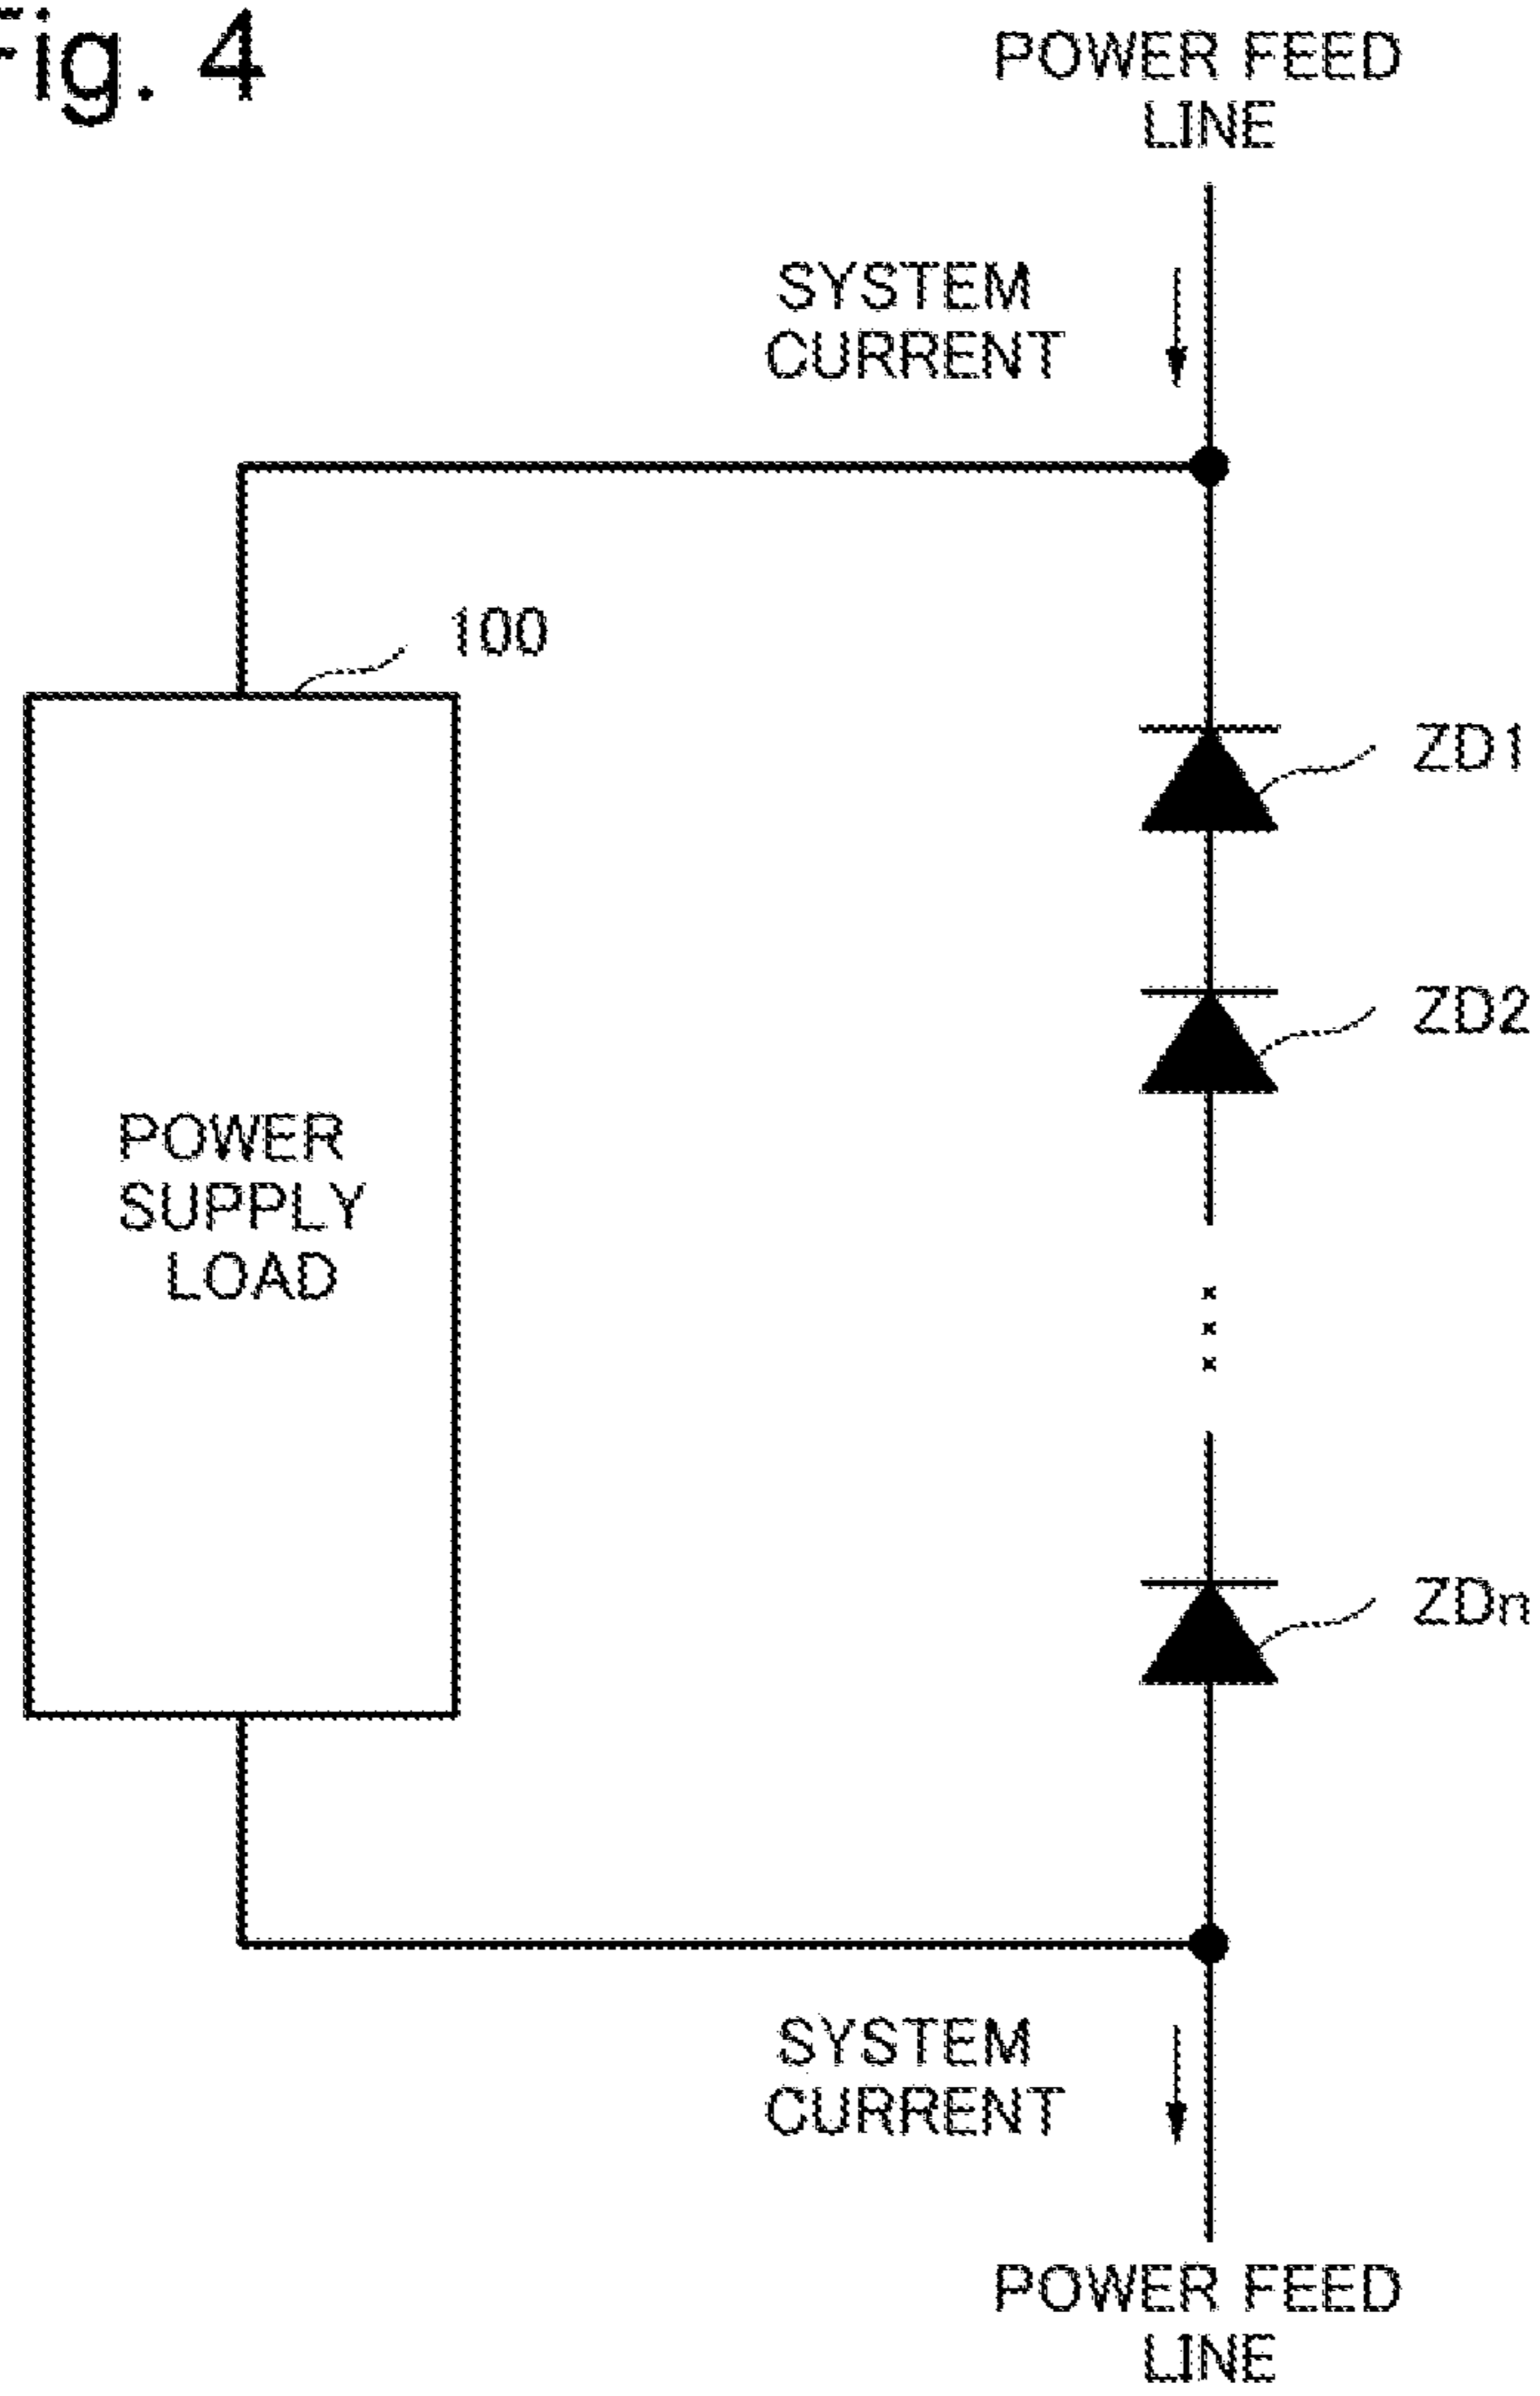 Fig. 4
POWER FEED
LINE
SYSTEM
CURRENT
100
ZD1
ZD2
POWER
SUPPLY
LOAD
ZDn
SYSTEM
CURRENT
POWER FEED
LINE